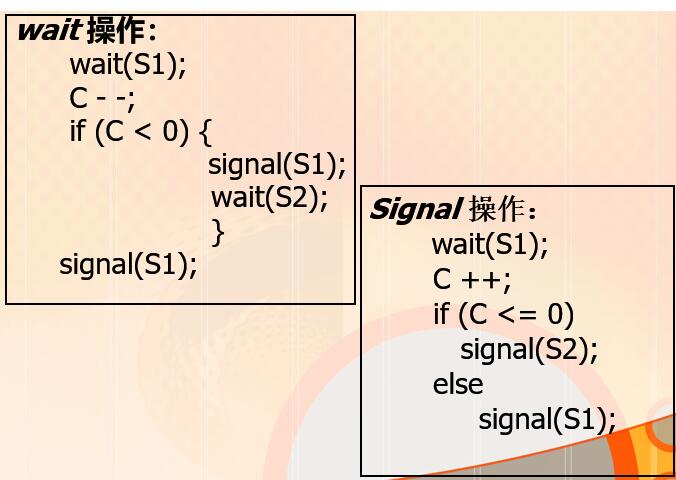 wait 操作：
wait(S1);
C - -;
if (C < 0) {
signal(S1);
wait(S2);
}
signal(S1);
Signal 操作：
wait(S1);
C ++;
if (C <= 0)
signal(S2);
else
signal(S1);